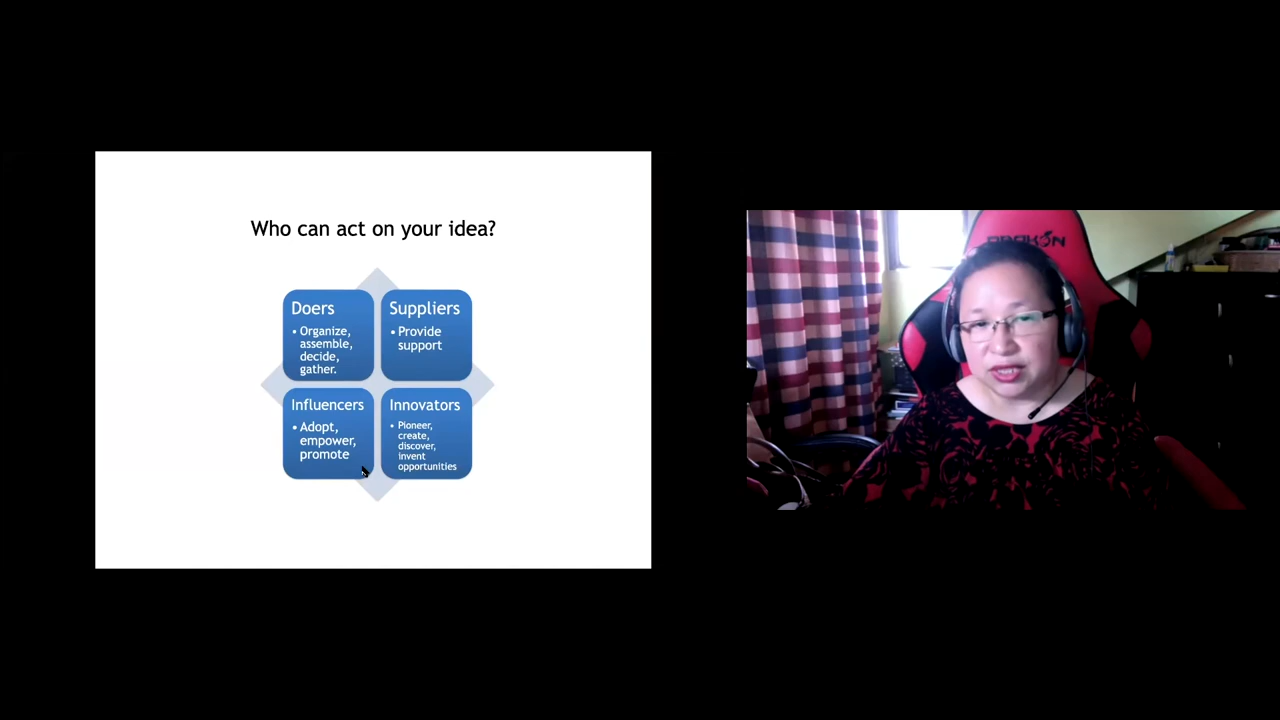 Who can act on your idea?
Doers
• Organize,
assemble,
decide,
gather.
Suppliers
• Provide
support
Influencers
• Adopt,
empower,
promote
Innovators
• Pioneer,
create,
discover,
invent
opportunities